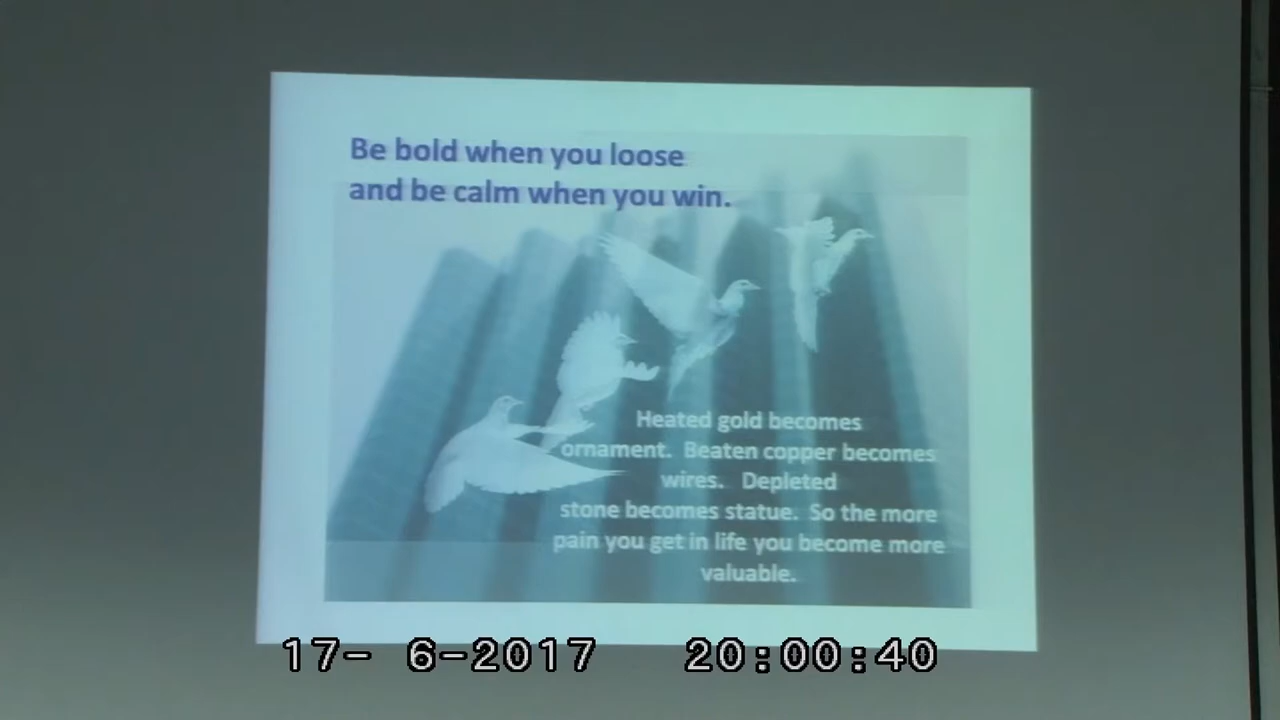 Be bold when you loose
and be calm when you win.
Heated gold becomes
ornament. Beaten copper becomes
wires. Depleted
stone becomes statue. So the more
pain you get in life you become more
valuable.
17- 6-2017 20:00:40